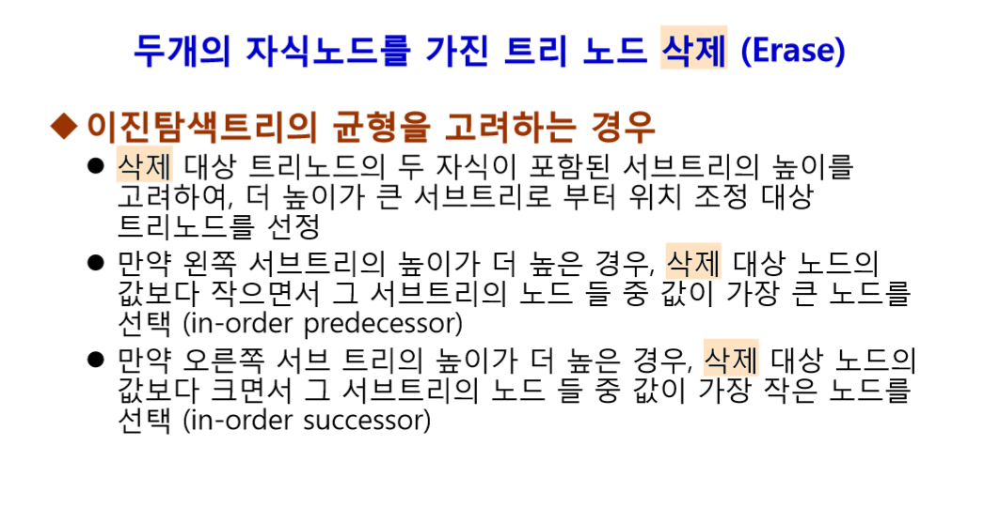 두개의 자식노드를 가진 트리 노드 삭제 (Erase)
◆ 이진탐색트리의 균형을 고려하는 경우
● 삭제 대상 트리노드의 두 자식이 포함된 서브트리의 높이를
고려하여, 더 높이가 큰 서브트리로 부터 위치 조정 대상
트리노드를 선정
● 만약 왼쪽 서브트리의 높이가 더 높은 경우, 삭제 대상 노드의
값보다 작으면서 그 서브트리의 노드 들 중 값이 가장 큰 노드를
선택 (in-order predecessor)
● 만약 오른쪽 서브 트리의 높이가 더 높은 경우, 삭제 대상 노드의
값보다 크면서 그 서브트리의 노드 들 중 값이 가장 작은 노드를
선택 (in-order successor)